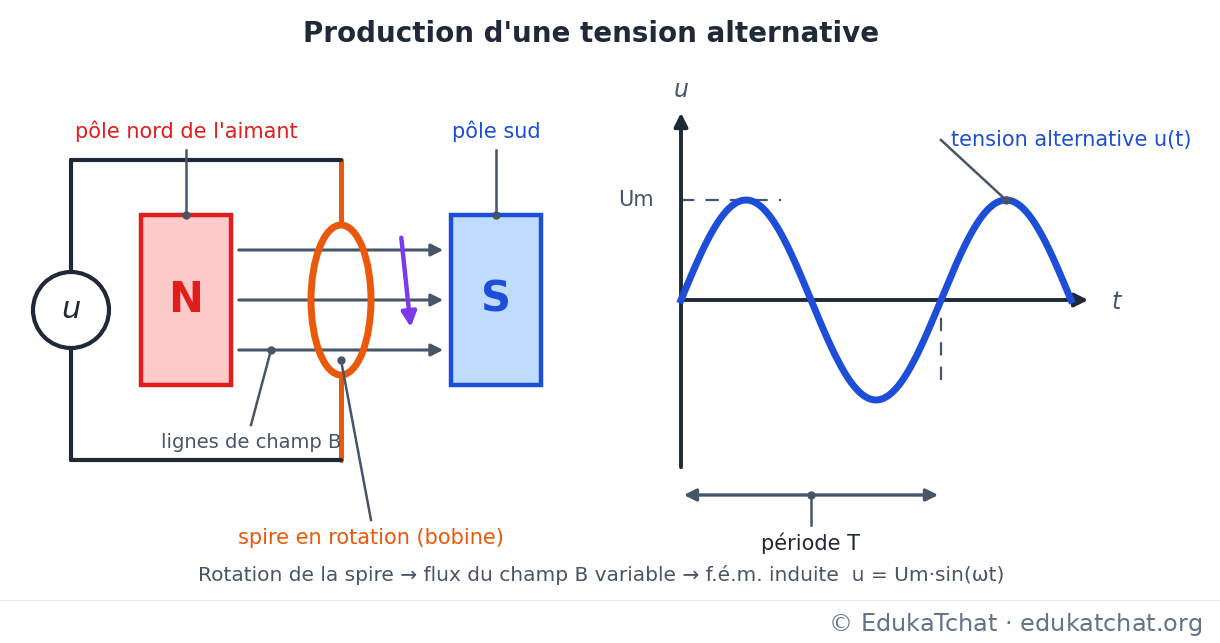 Production d'une tension alternative
u
pôle nord de l'aimant
pôle sud
tension alternative u(t)
Um
N
S
u
t
lignes de champ B
spire en rotation (bobine)
période T
Rotation de la spire → flux du champ B variable → f.é.m. induite  u = Um·sin(ωt)
© EdukaTchat · edukatchat.org